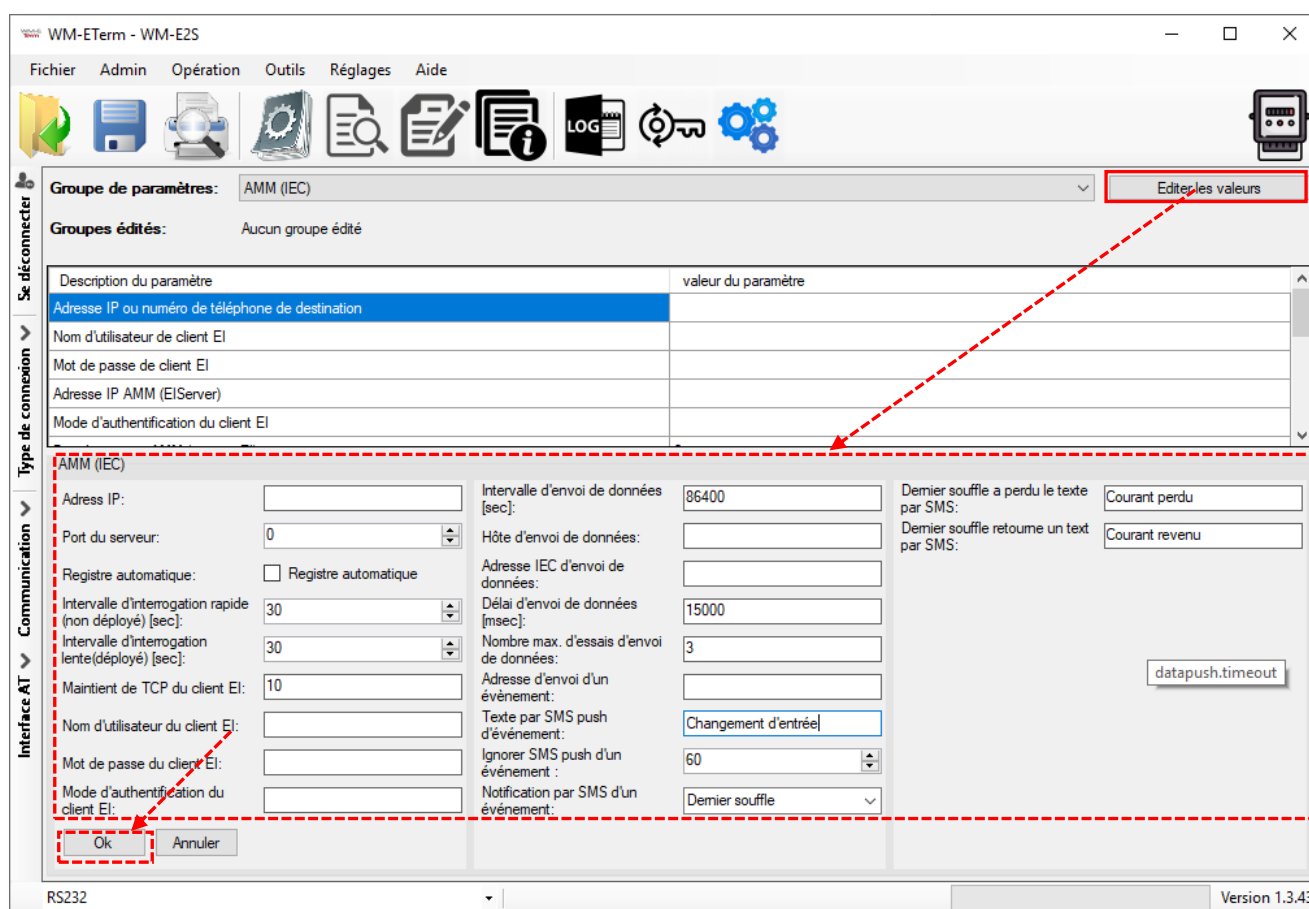 WM-ETerm - WM-E2S
Fichier Admin Opération Outils Réglages Aide
LOG
Groupe de paramètres: AMM (IEC) Editer les valeurs
Groupes édités: Aucun groupe édité
Se déconnecter
Type de connexion
Communication
Interface AT
Description du paramètre valeur du paramètre
Adresse IP ou numéro de téléphone de destination
Nom d'utilisateur de client EI
Mot de passe de client EI
Adresse IP AMM (EIServer)
Mode d'authentification du client EI
AMM (IEC)
Adress IP:
Port du serveur: 0
Registre automatique: Registre automatique
Intervalle d'interrogation rapide
(non déployé) [sec]: 30
Intervalle d'interrogation
lente(déployé) [sec]: 30
Maintient de TCP du client EI: 10
Nom d'utilisateur du client EI:
Mot de passe du client EI:
Mode d'authentification du
client EI:
Ok Annuler
Intervalle d'envoi de données
[sec]: 86400
Hôte d'envoi de données:
Adresse IEC d'envoi de
données:
Délai d'envoi de données
[msec]: 15000
Nombre max. d'essais d'envoi
de données: 3
Adresse d'envoi d'un
évènement:
Texte par SMS push
d'événement: Changement d'entrée
Ignorer SMS push d'un
événement : 60
Notification par SMS d'un
événement: Dernier souffle
Dernier souffle a perdu le texte
par SMS: Courant perdu
Dernier souffle retourne un text
par SMS: Courant revenu
datapush.timeout
RS232 Version 1.3.43